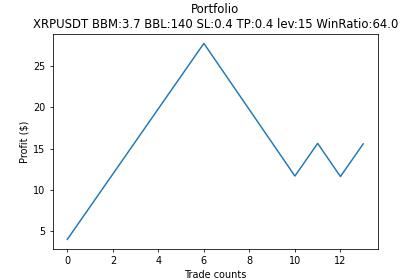 Portfolio
XRPUSDT BBM:3.7 BBL:140 SL:0.4 TP:0.4 lev:15 WinRatio:64.0
25
20
15
10
5
Profit ($)
0 2 4 6 8 10 12
Trade counts